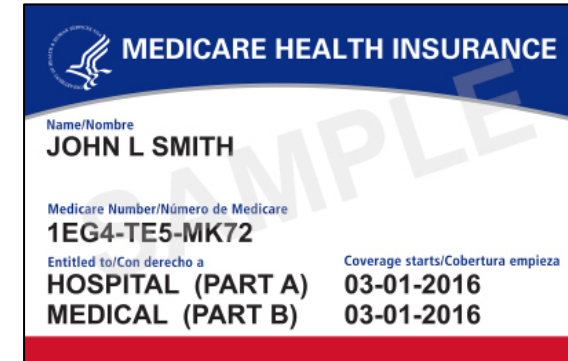 MEDICARE HEALTH INSURANCE
Name/Nombre
JOHN L SMITH
Medicare Number/Número de Medicare
1EG4-TE5-MK72
Entitled to/Con derecho a Coverage starts/Cobertura empieza
HOSPITAL (PART A) 03-01-2016
MEDICAL (PART B) 03-01-2016
SAMPLE